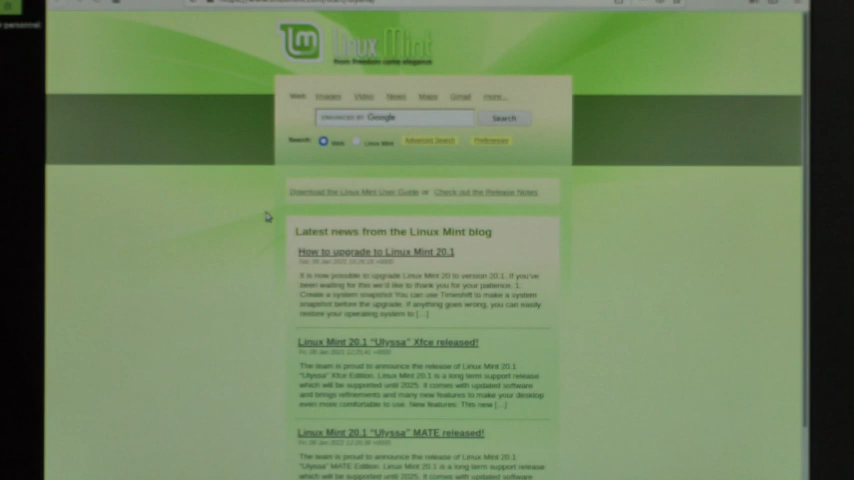 Linux Mint
from freedom came elegance
Web Images Video News Maps Gmail more...
ENHANCED BY Google Search
Search: Web Linux Mint Advanced Search Preferences
Download the Linux Mint User Guide or Check out the Release Notes
Latest news from the Linux Mint blog
How to upgrade to Linux Mint 20.1
It is now possible to upgrade Linux Mint 20 to version 20.1. If you've
been waiting for this we'd like to thank you for your patience. 1.
Create a system snapshot You can use Timeshift to make a system
snapshot before the upgrade. If anything goes wrong, you can easily
restore your operating system to [...]
Linux Mint 20.1 “Ulyssa” Xfce released!
The team is proud to announce the release of Linux Mint 20.1
“Ulyssa” Xfce Edition. Linux Mint 20.1 is a long term support release
which will be supported until 2025. It comes with updated software
and brings refinements and many new features to make your desktop
even more comfortable to use. New features: This new [...]
Linux Mint 20.1 “Ulyssa” MATE released!
The team is proud to announce the release of Linux Mint 20.1
“Ulyssa” MATE Edition. Linux Mint 20.1 is a long term support